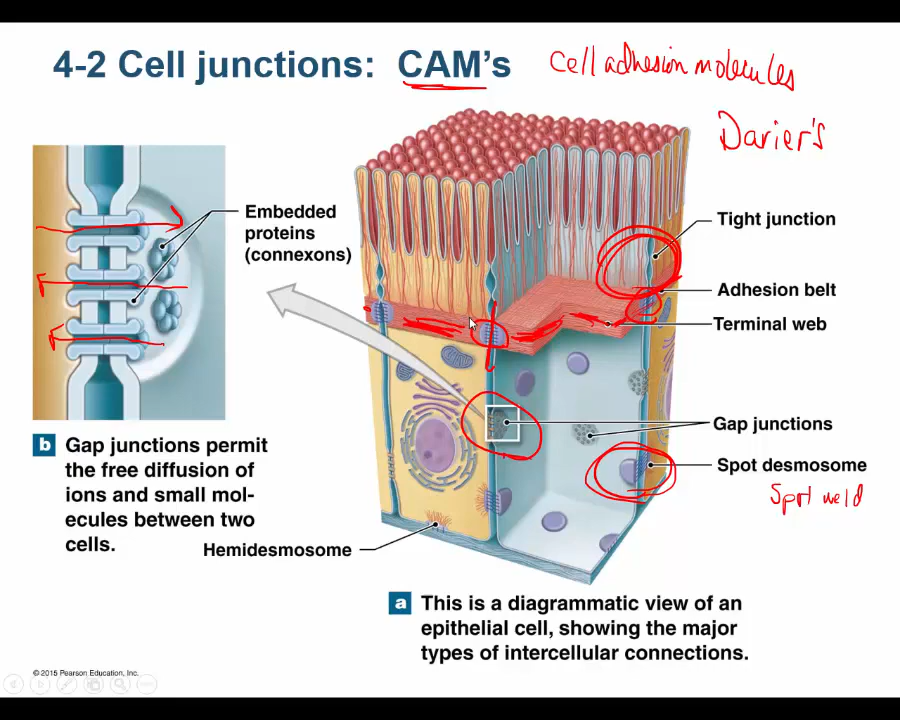 4-2 Cell junctions: CAM's
Cell adhesion molecules
Darier's
Embedded
proteins
(connexons)
Tight junction
Adhesion belt
Terminal web
Gap junctions
Spot desmosome
Spot weld
b Gap junctions permit
the free diffusion of
ions and small mol-
ecules between two
cells.
Hemidesmosome
a This is a diagrammatic view of an
epithelial cell, showing the major
types of intercellular connections.
© 2015 Pearson Education, Inc.